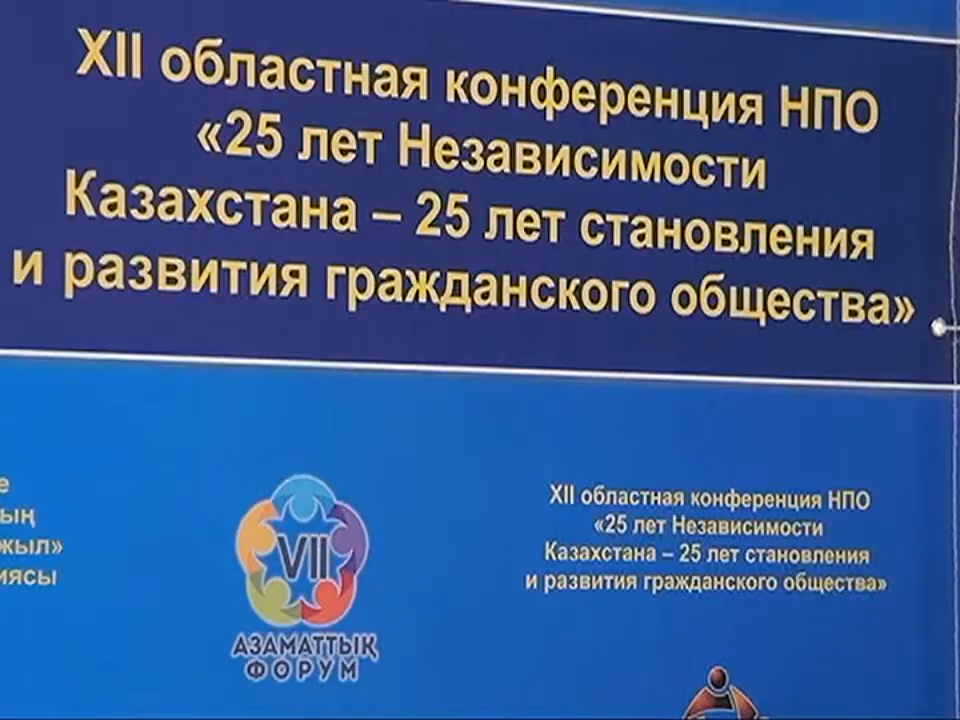 XII областная конференция НПО
«25 лет Независимости
Казахстана – 25 лет становления
и развития гражданского общества»
жыл»
VII
АЗАМАТТЫҚ
ФОРУМ
XII областная конференция НПО
«25 лет Независимости
Казахстана – 25 лет становления
и развития гражданского общества»